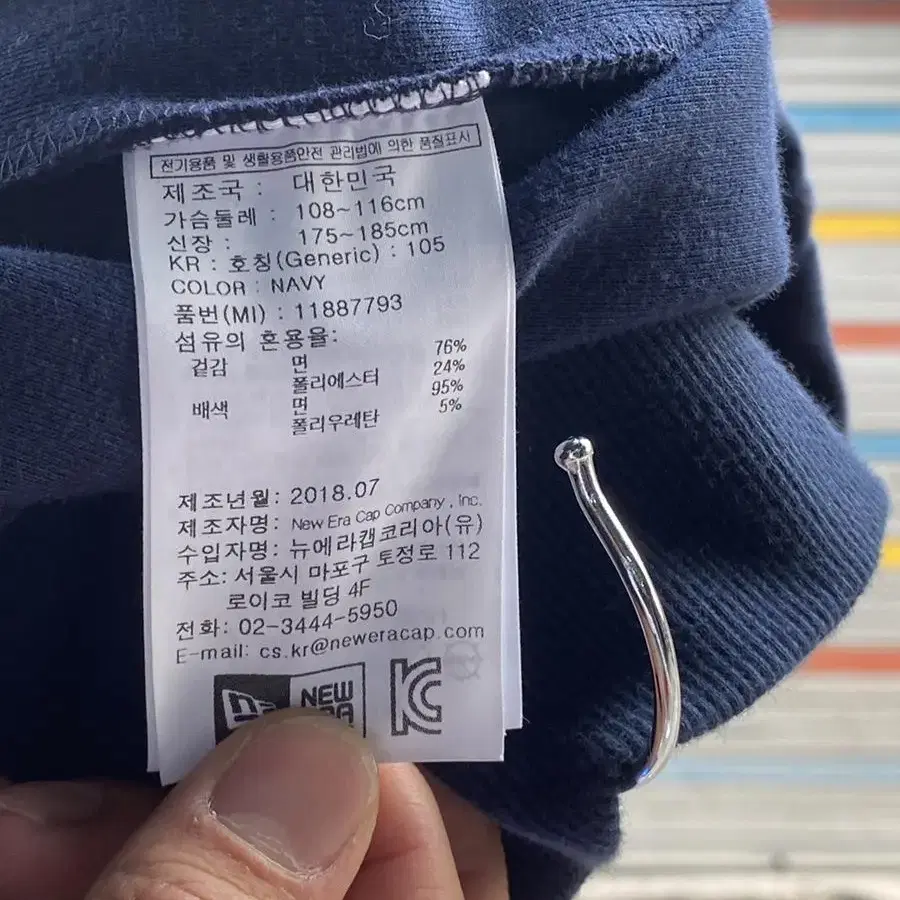 전기용품 및 생활용품안전 관리법에 의한 품질표시
제조국 : 대한민국
가슴둘레 : 108~116cm
신장 : 175~185cm
KR : 호칭(Generic) : 105
COLOR : NAVY
품번(MI) : 11887793
섬유의 혼용율:
겉감 면 76%
폴리에스터 24%
배색 면 95%
폴리우레탄 5%
제조년월: 2018.07
제조자명: New Era Cap Company , Inc.
수입자명: 뉴에라캡코리아(유)
주소: 서울시 마포구 토정로 112
로이코 빌딩 4F
전화: 02-3444-5950
E-mail: cs.kr@neweracap.com
NEW